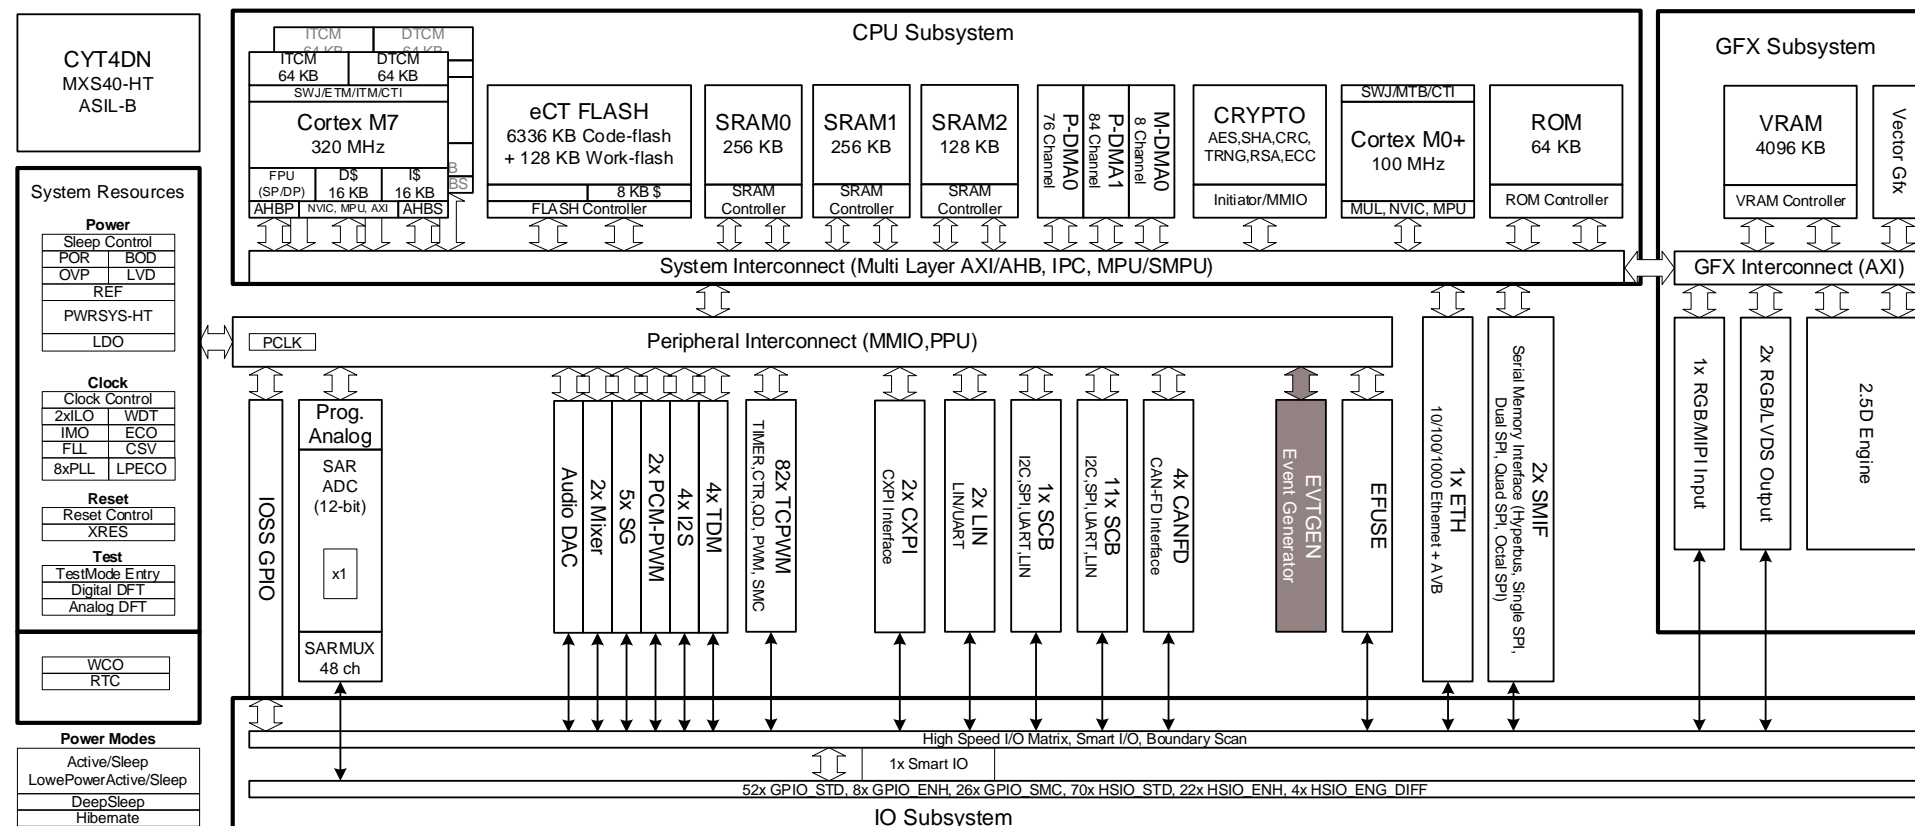 CYT4DN
MXS40-HT
ASIL-B
System Resources
Power
Sleep Control
POR BOD
OVP LVD
REF
PWRSYS-HT
LDO
Clock
Clock Control
2xILO WDT
IMO ECO
FLL CSV
8xPLL LPECO
Reset
Reset Control
XRES
Test
TestMode Entry
Digital DFT
Analog DFT
WCO
RTC
Power Modes
Active/Sleep
LowePowerActive/Sleep
DeepSleep
Hibernate
CPU Subsystem
ITCM DTCM
64 KB 64 KB
ITCM DTCM
64 KB 64 KB
SWJ/ETM/ITM/CTI
Cortex M7
320 MHz
FPU D$ I$
(SP/DP) 16 KB 16 KB
B
BS
AHBP NVIC, MPU, AXI AHBS
eCT FLASH
6336 KB Code-flash
+ 128 KB Work-flash
8 KB $
FLASH Controller
SRAM0
256 KB
SRAM
Controller
SRAM1
256 KB
SRAM
Controller
SRAM2
128 KB
SRAM
Controller
P-DMA0
76 Channel
P-DMA1
84 Channel
M-DMA0
8 Channel
CRYPTO
AES,SHA,CRC,
TRNG,RSA,ECC
Initiator/MMIO
SWJ/MTB/CTI
Cortex M0+
100 MHz
MUL, NVIC, MPU
ROM
64 KB
ROM Controller
System Interconnect (Multi Layer AXI/AHB, IPC, MPU/SMPU)
GFX Subsystem
VRAM
4096 KB
VRAM Controller
Vector Gfx
GFX Interconnect (AXI)
1x RGB/MIPI Input
2x RGB/LVDS Output
2.5D Engine
PCLK
Peripheral Interconnect (MMIO,PPU)
IOSS GPIO
Prog.
Analog
SAR
ADC
(12-bit)
x1
SARMUX
48 ch
Audio DAC
2x Mixer
5x SG
2x PCM-PWM
4x I2S
4x TDM
82x TCPWM
TIMER,CTR,QD, PWM, SMC
2x CXPI
CXPI Interface
2x LIN
LIN/UART
1x SCB
I2C,SPI,UART,LIN
11x SCB
I2C,SPI,UART,LIN
4x CANFD
CAN-FD Interface
EVTGEN
Event Generator
EFUSE
1x ETH
10/100/1000 Ethernet + AVB
2x SMIF
Serial Memory Interface (Hyperbus, Single SPI,
Dual SPI, Quad SPI, Octal SPI)
High Speed I/O Matrix, Smart I/O, Boundary Scan
1x Smart IO
52x GPIO_STD, 8x GPIO_ENH, 26x GPIO_SMC, 70x HSIO_STD, 22x HSIO_ENH, 4x HSIO_ENG_DIFF
IO Subsystem